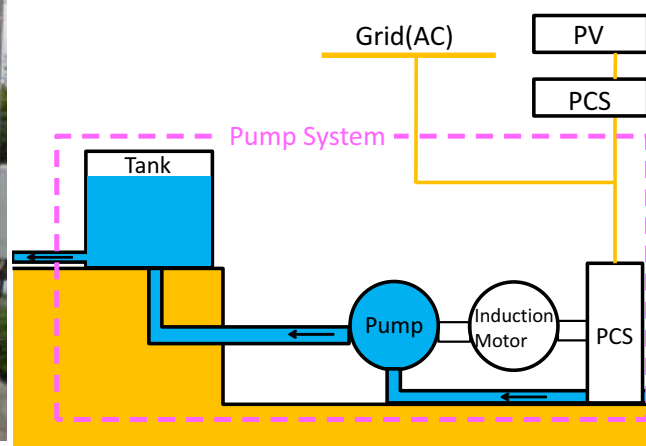 Grid(AC)
PV
PCS
Pump System
Tank
Pump
Induction
Motor
PCS